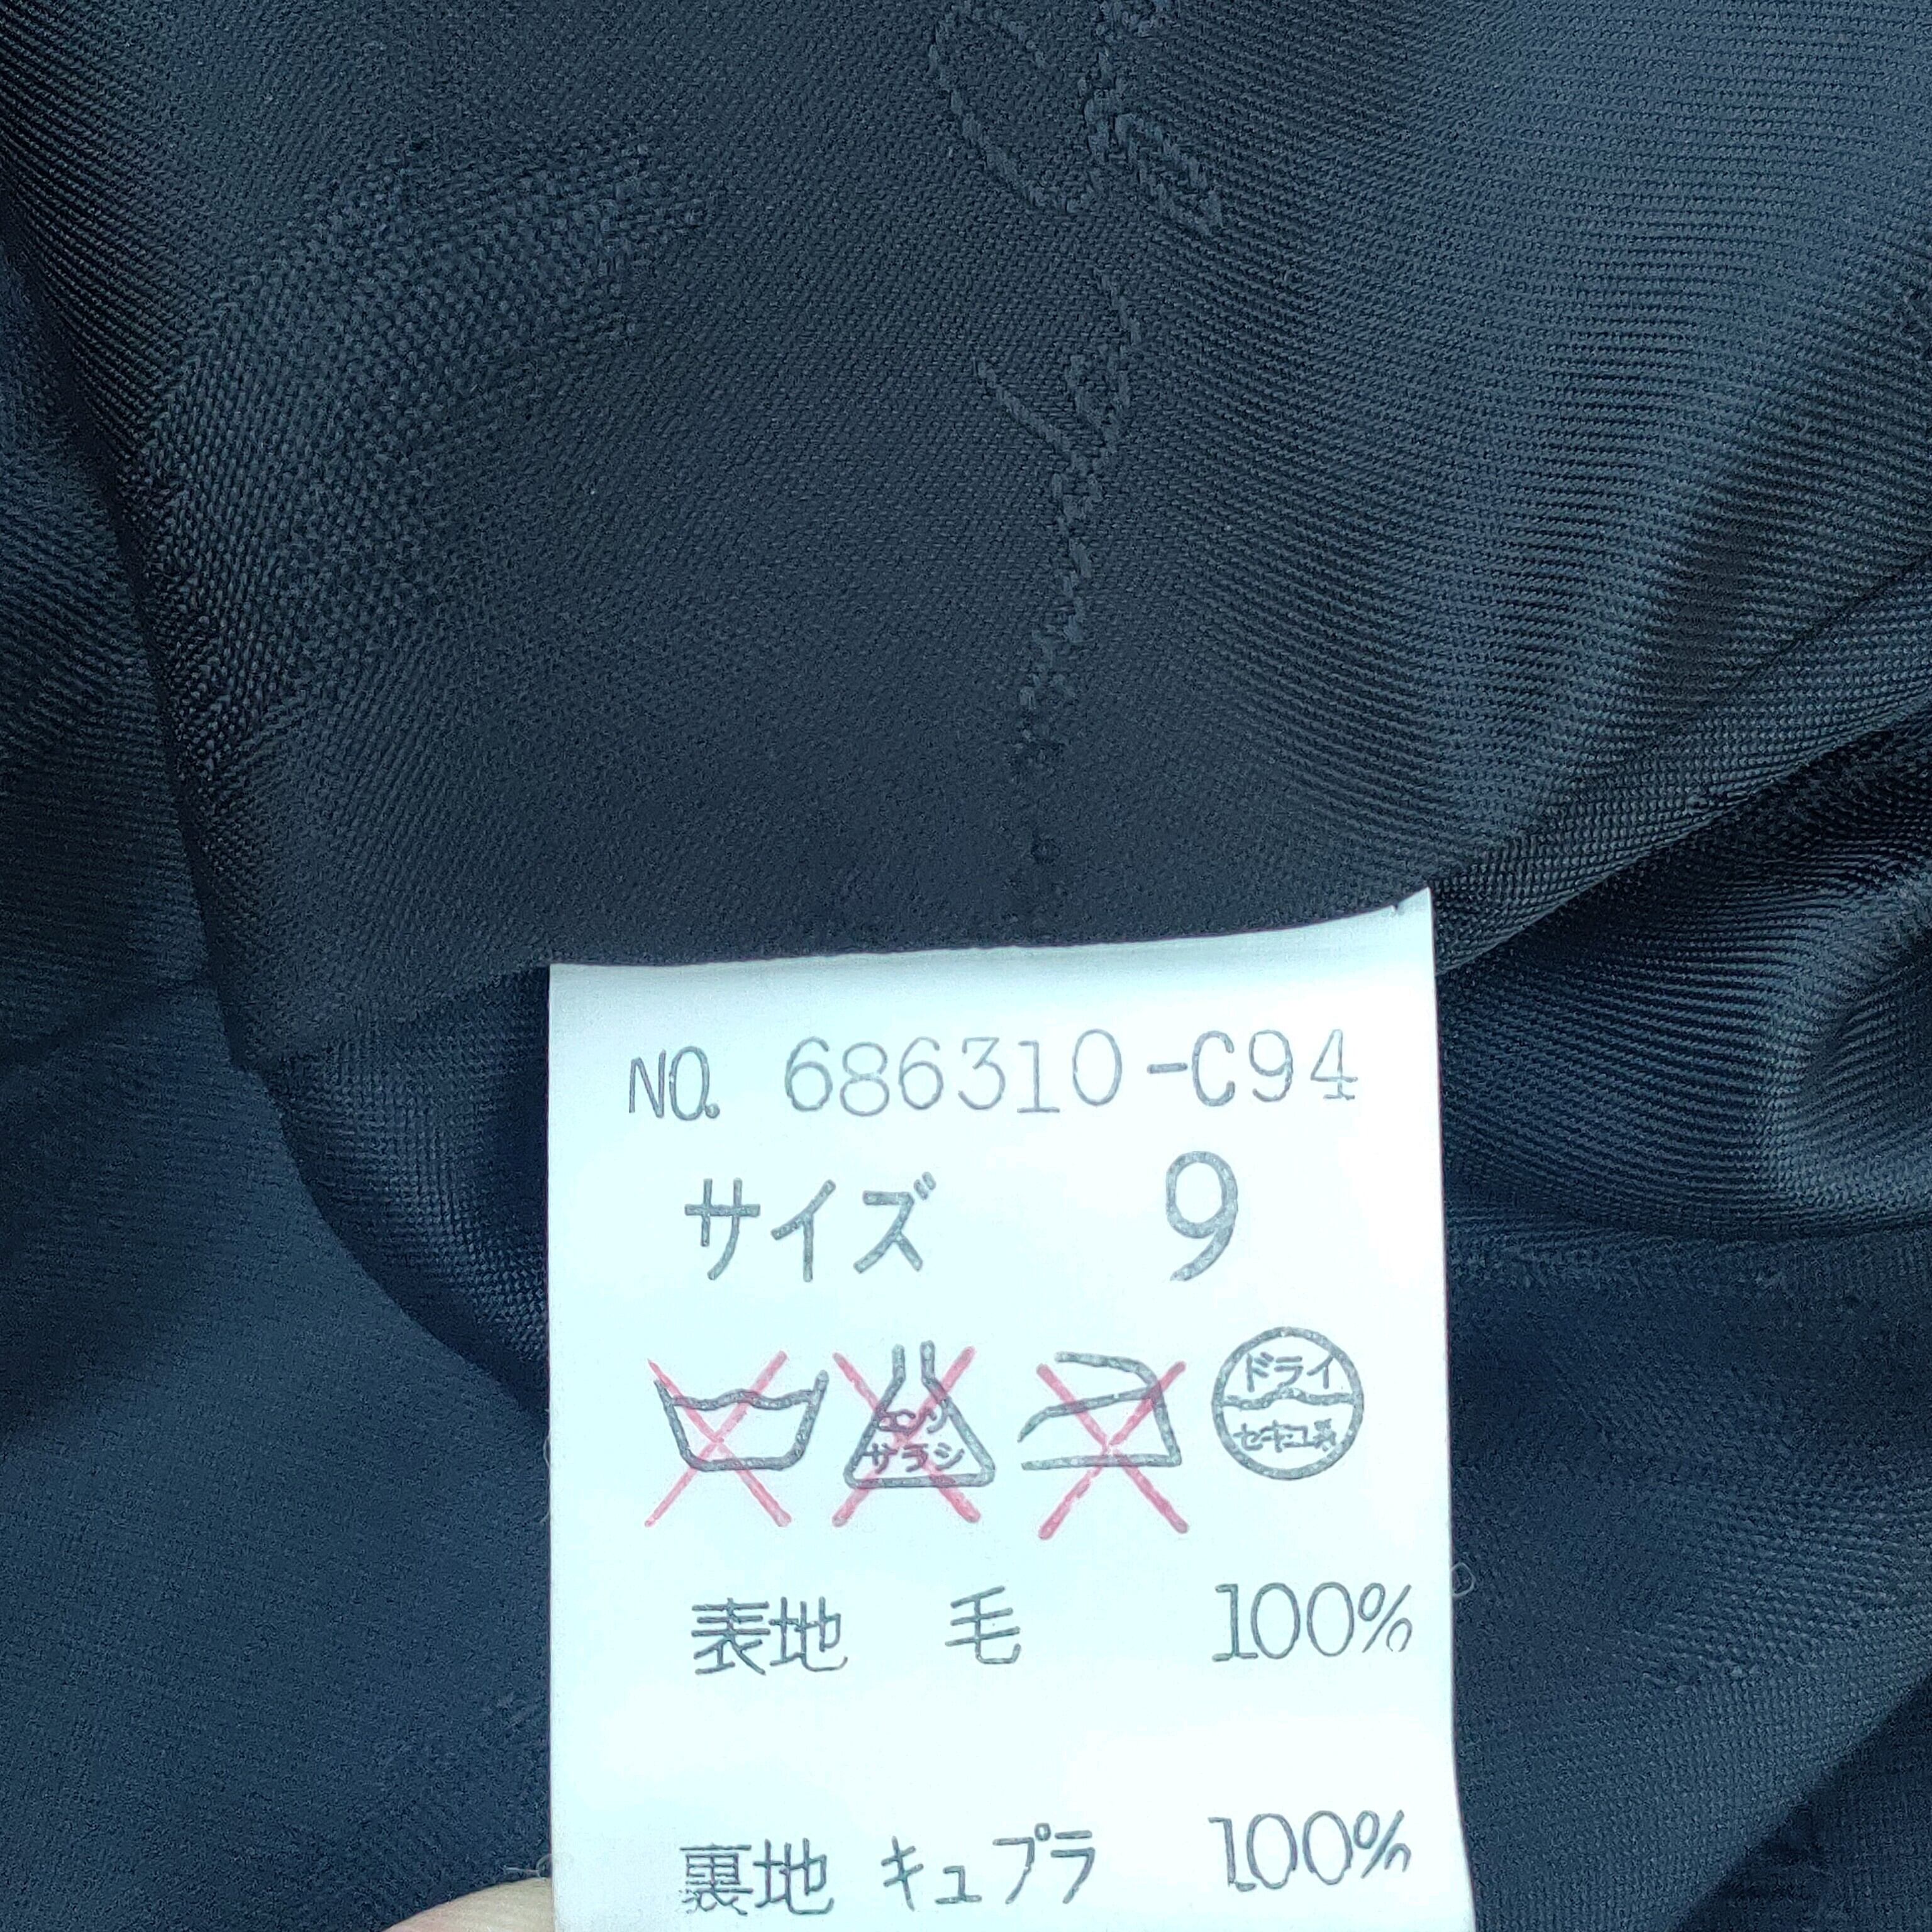 NO. 686310-C94
サイズ 9
エンソ
サラシ
ドライ
セキユ系
表地 毛 100%
裏地 キュプラ 100%